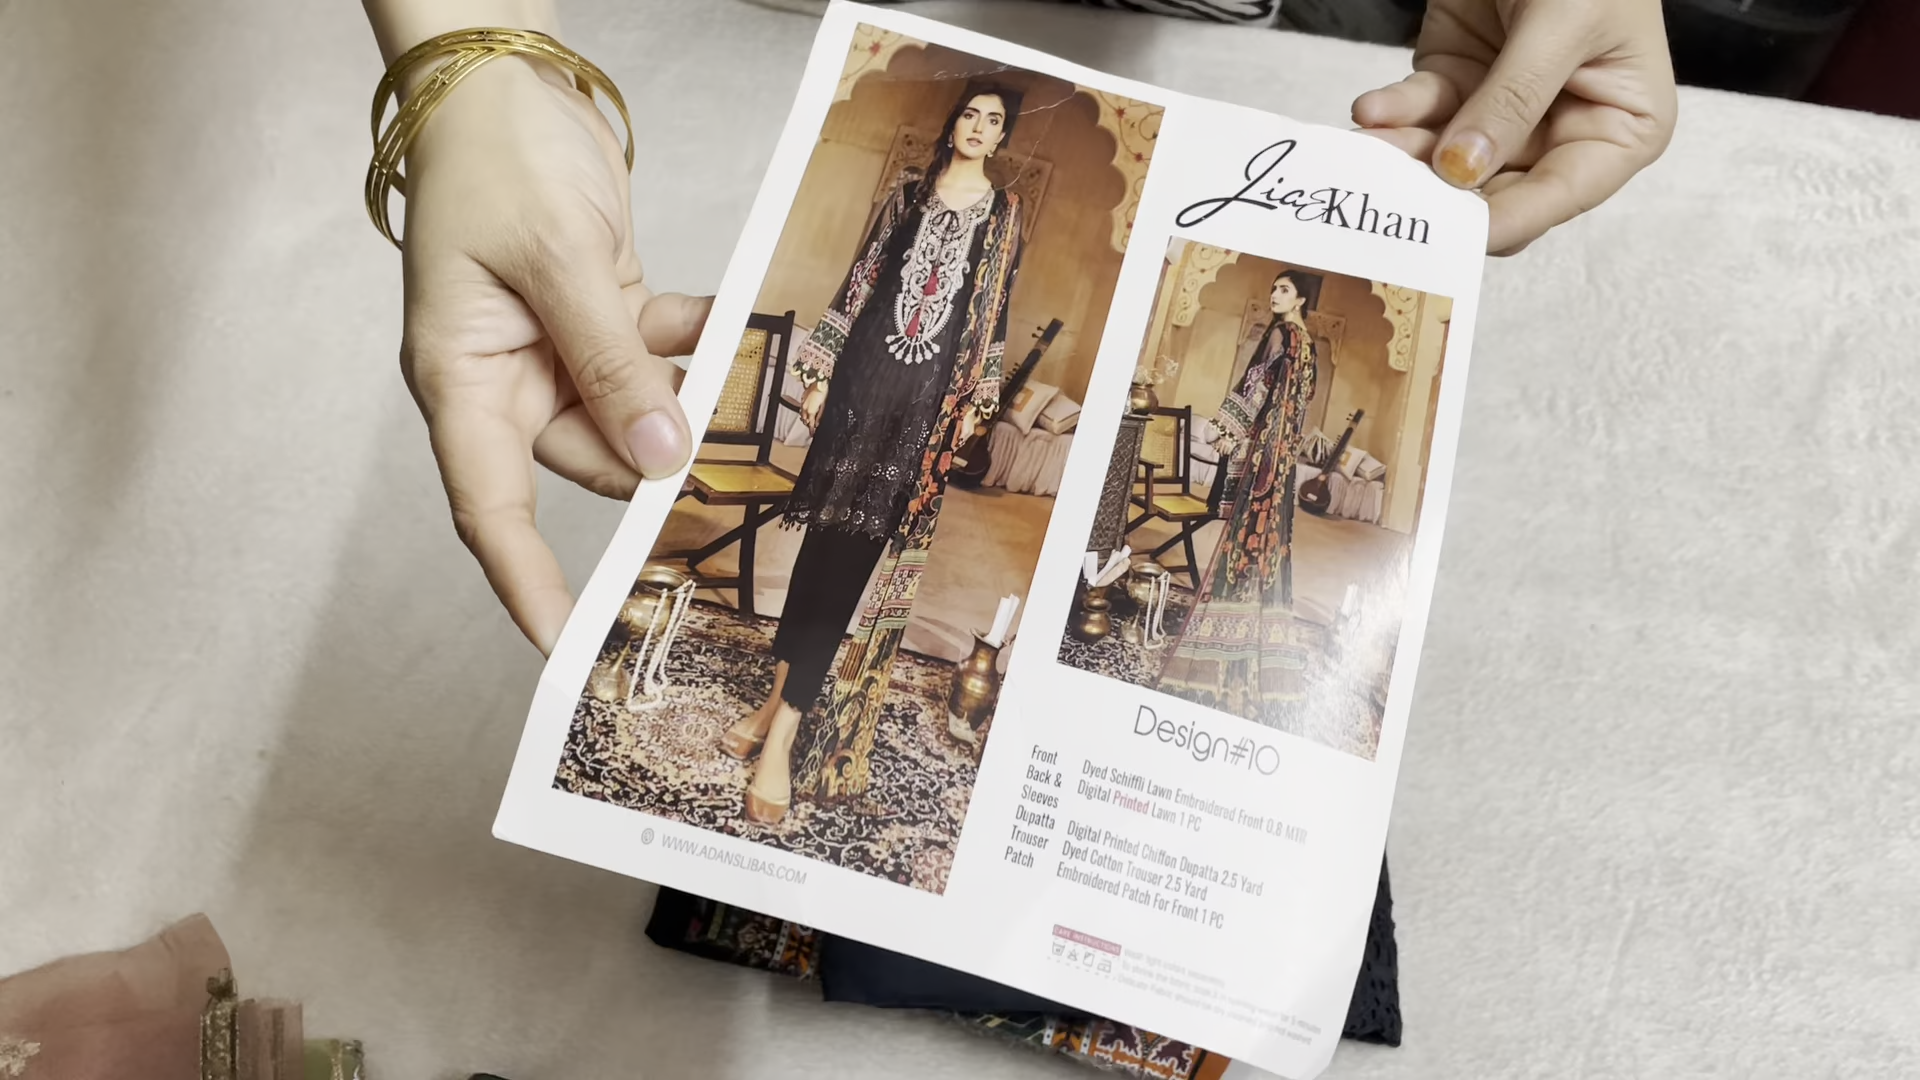 Jia & Khan
Design#10
Front Dyed Schiffli Lawn Embroidered Front 0.8 MTR
Back & Digital Printed Lawn 1 PC
Sleeves
Dupatta Digital Printed Chiffon Dupatta 2.5 Yard
Trouser Dyed Cotton Trouser 2.5 Yard
Patch Embroidered Patch For Front 1 PC
WWW.ADANSLIBAS.COM
CARE INSTRUCTIONS